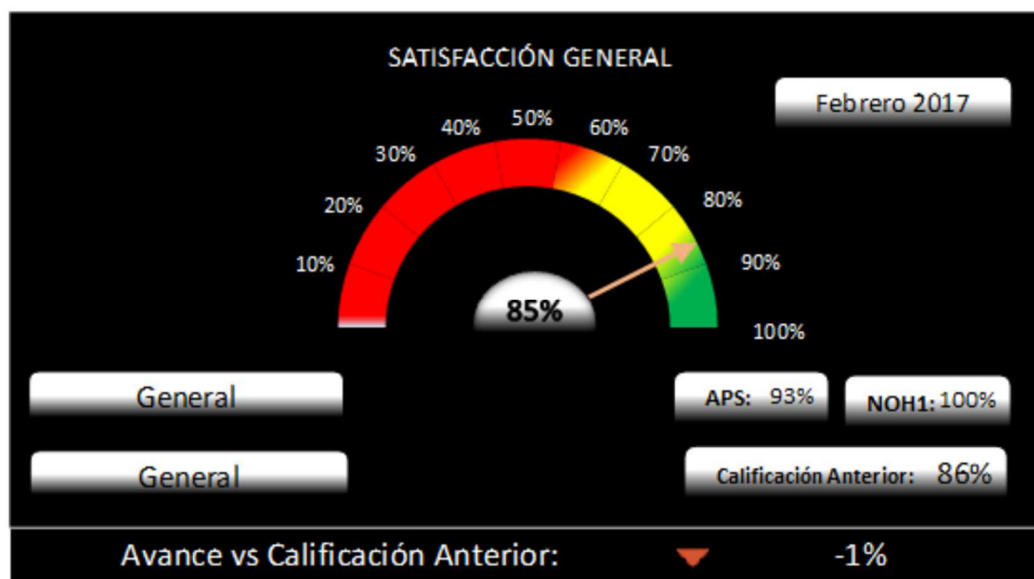 SATISFACCIÓN GENERAL
Febrero 2017
10%
20%
30%
40%
50%
60%
70%
80%
90%
100%
85%
General
APS: 93%
NOH1: 100%
General
Calificación Anterior: 86%
Avance vs Calificación Anterior: -1%